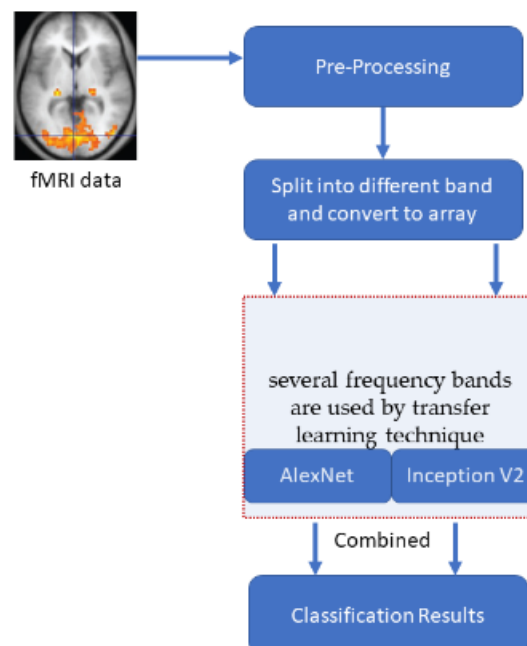 Pre-Processing
fMRI data
Split into different band
and convert to array
several frequency bands
are used by transfer
learning technique
AlexNet
Inception V2
Combined
Classification Results